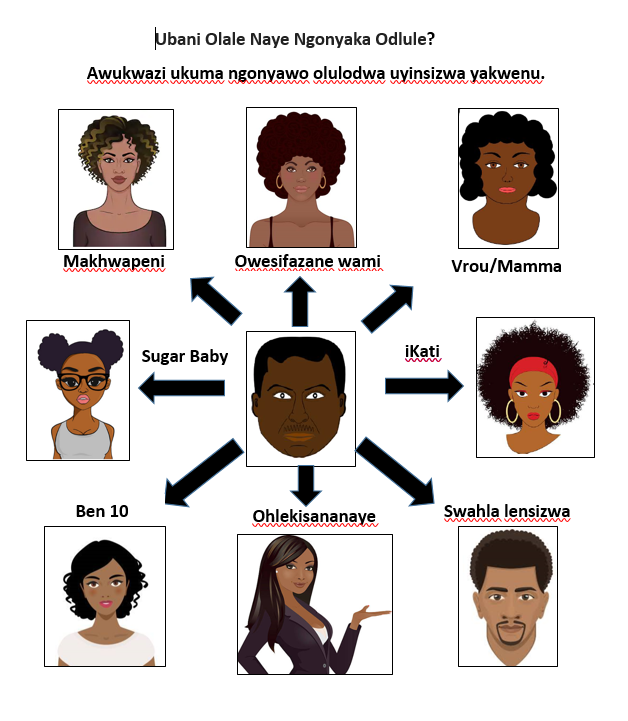 Ubani Olale Naye Ngonyaka Odlule?
Awukwazi ukuma ngonyawo olulodwa uyinsizwa yakwenu.
Makhwapeni
Owesifazane wami
Vrou/Mamma
Sugar Baby
iKati
Ben 10
Ohlekisananaye
Swahla lensizwa